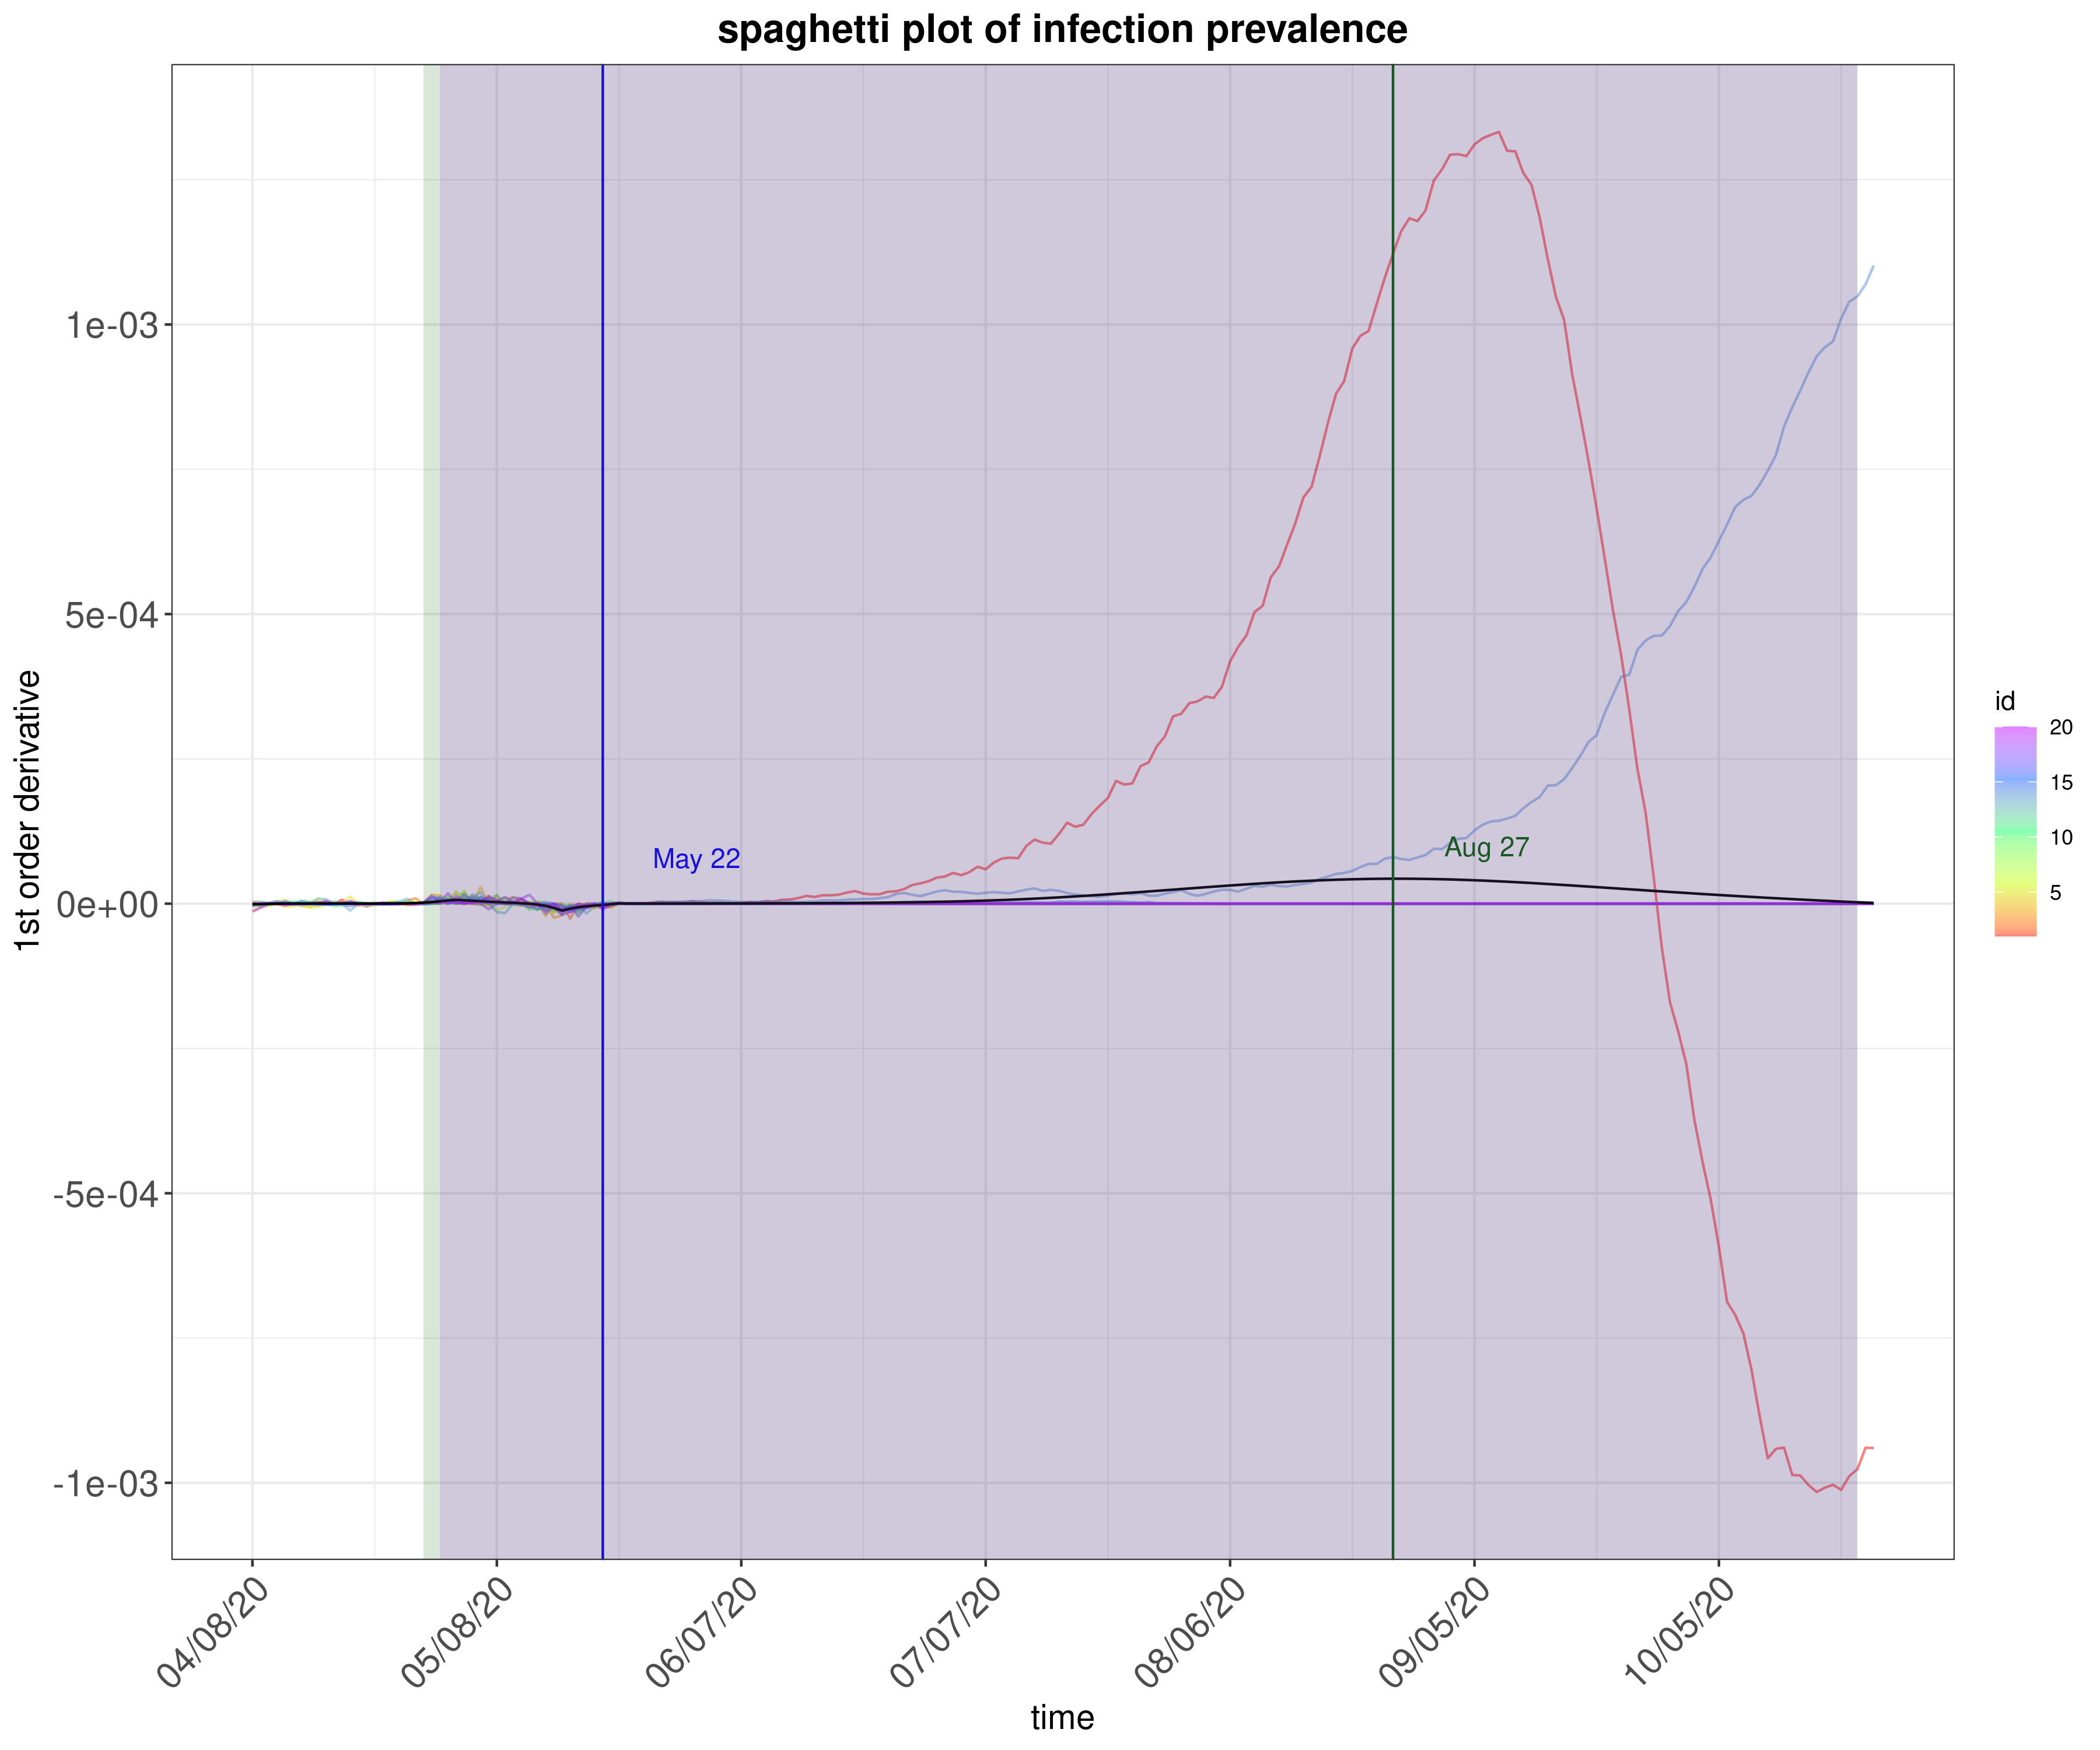 spaghetti plot of infection prevalence
1st order derivative
1e-03
5e-04
0e+00
-5e-04
-1e-03
May 22
Aug 27
id
20
15
10
5
04/08/20
05/08/20
06/07/20
07/07/20
08/06/20
09/05/20
10/05/20
time